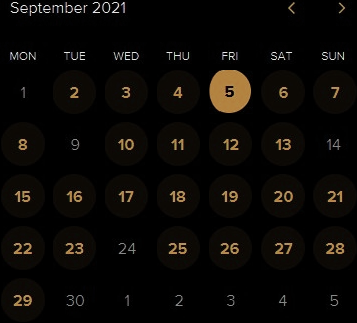 September 2021
MON TUE WED THU FRI SAT SUN
1 2 3 4 5 6 7
8 9 10 11 12 13 14
15 16 17 18 19 20 21
22 23 24 25 26 27 28
29 30 1 2 3 4 5